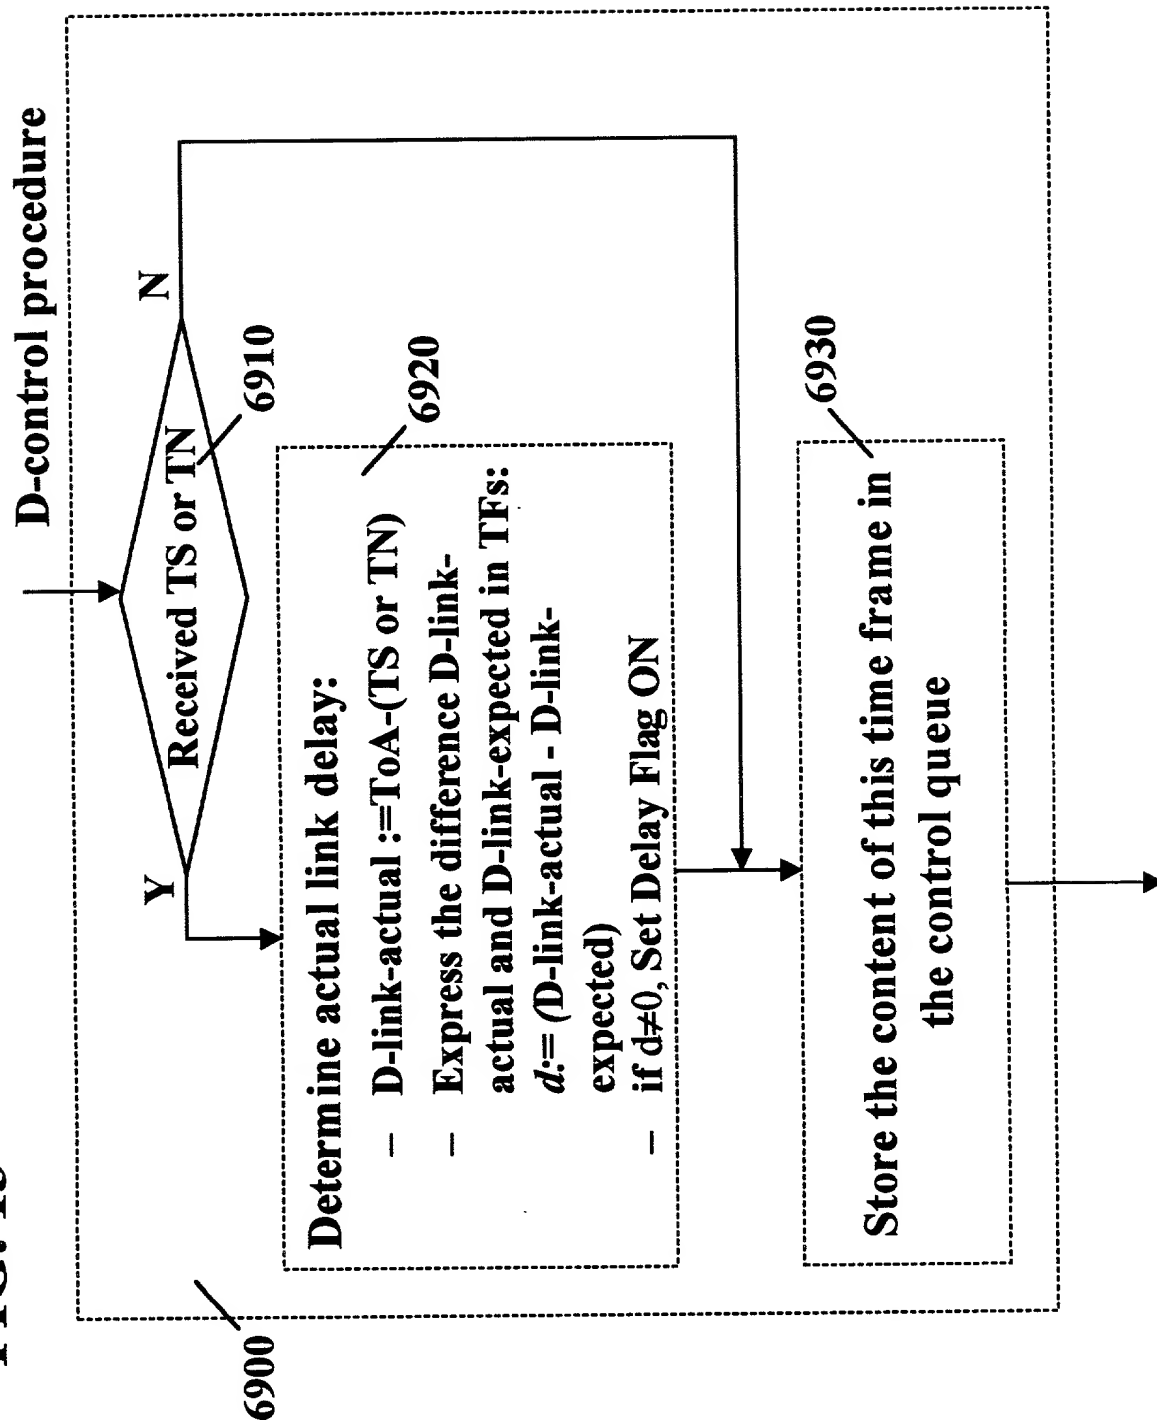 D-control procedure
Received TS or TN
Y
N
6910
6920
Determine actual link delay:
– D-link-actual :=ToA-(TS or TN)
– Express the difference D-link-
actual and D-link-expected in TFs:
d:= (D-link-actual - D-link-
expected)
– if d≠0, Set Delay Flag ON
6930
Store the content of this time frame in
the control queue
6900